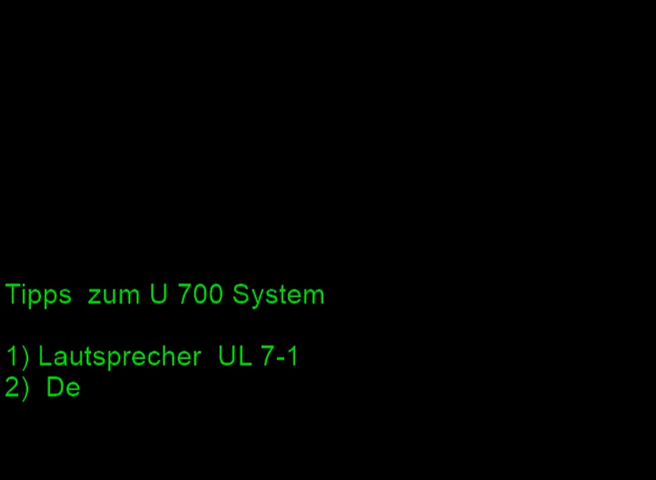 Tipps  zum U 700 System
1) Lautsprecher  UL 7-1
2)  De